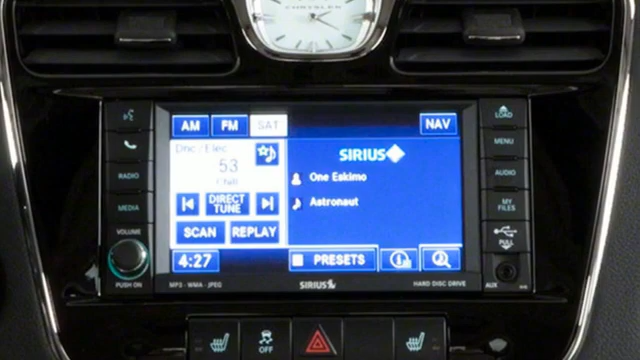 CHRYSLER
AM FM SAT NAV
Dnc/Elec
53
Chill
SIRIUS
One Eskimo
Astronaut
DIRECT
TUNE
SCAN REPLAY
4:27 PRESETS
RADIO
MEDIA
VOLUME
PUSH ON
LOAD
MENU
AUDIO
MY
FILES
PULL
AUX
MP3 - WMA - JPEG SIRIUS HARD DISC DRIVE
OFF